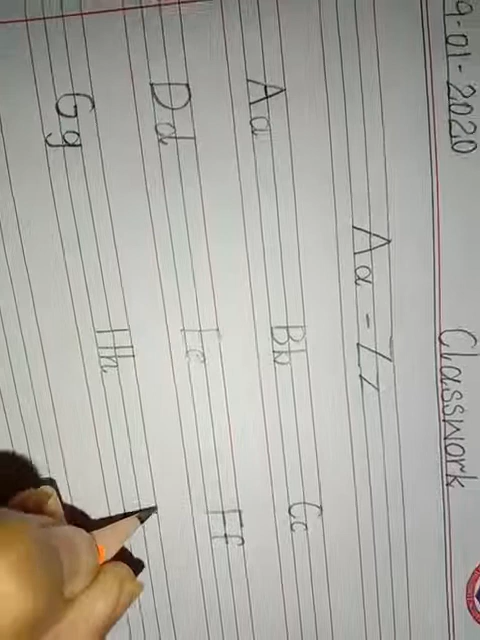 9-01-2020 Classwork
Aa - Zz
Aa Bb Cc
Dd Ee Ff
Gg Hh